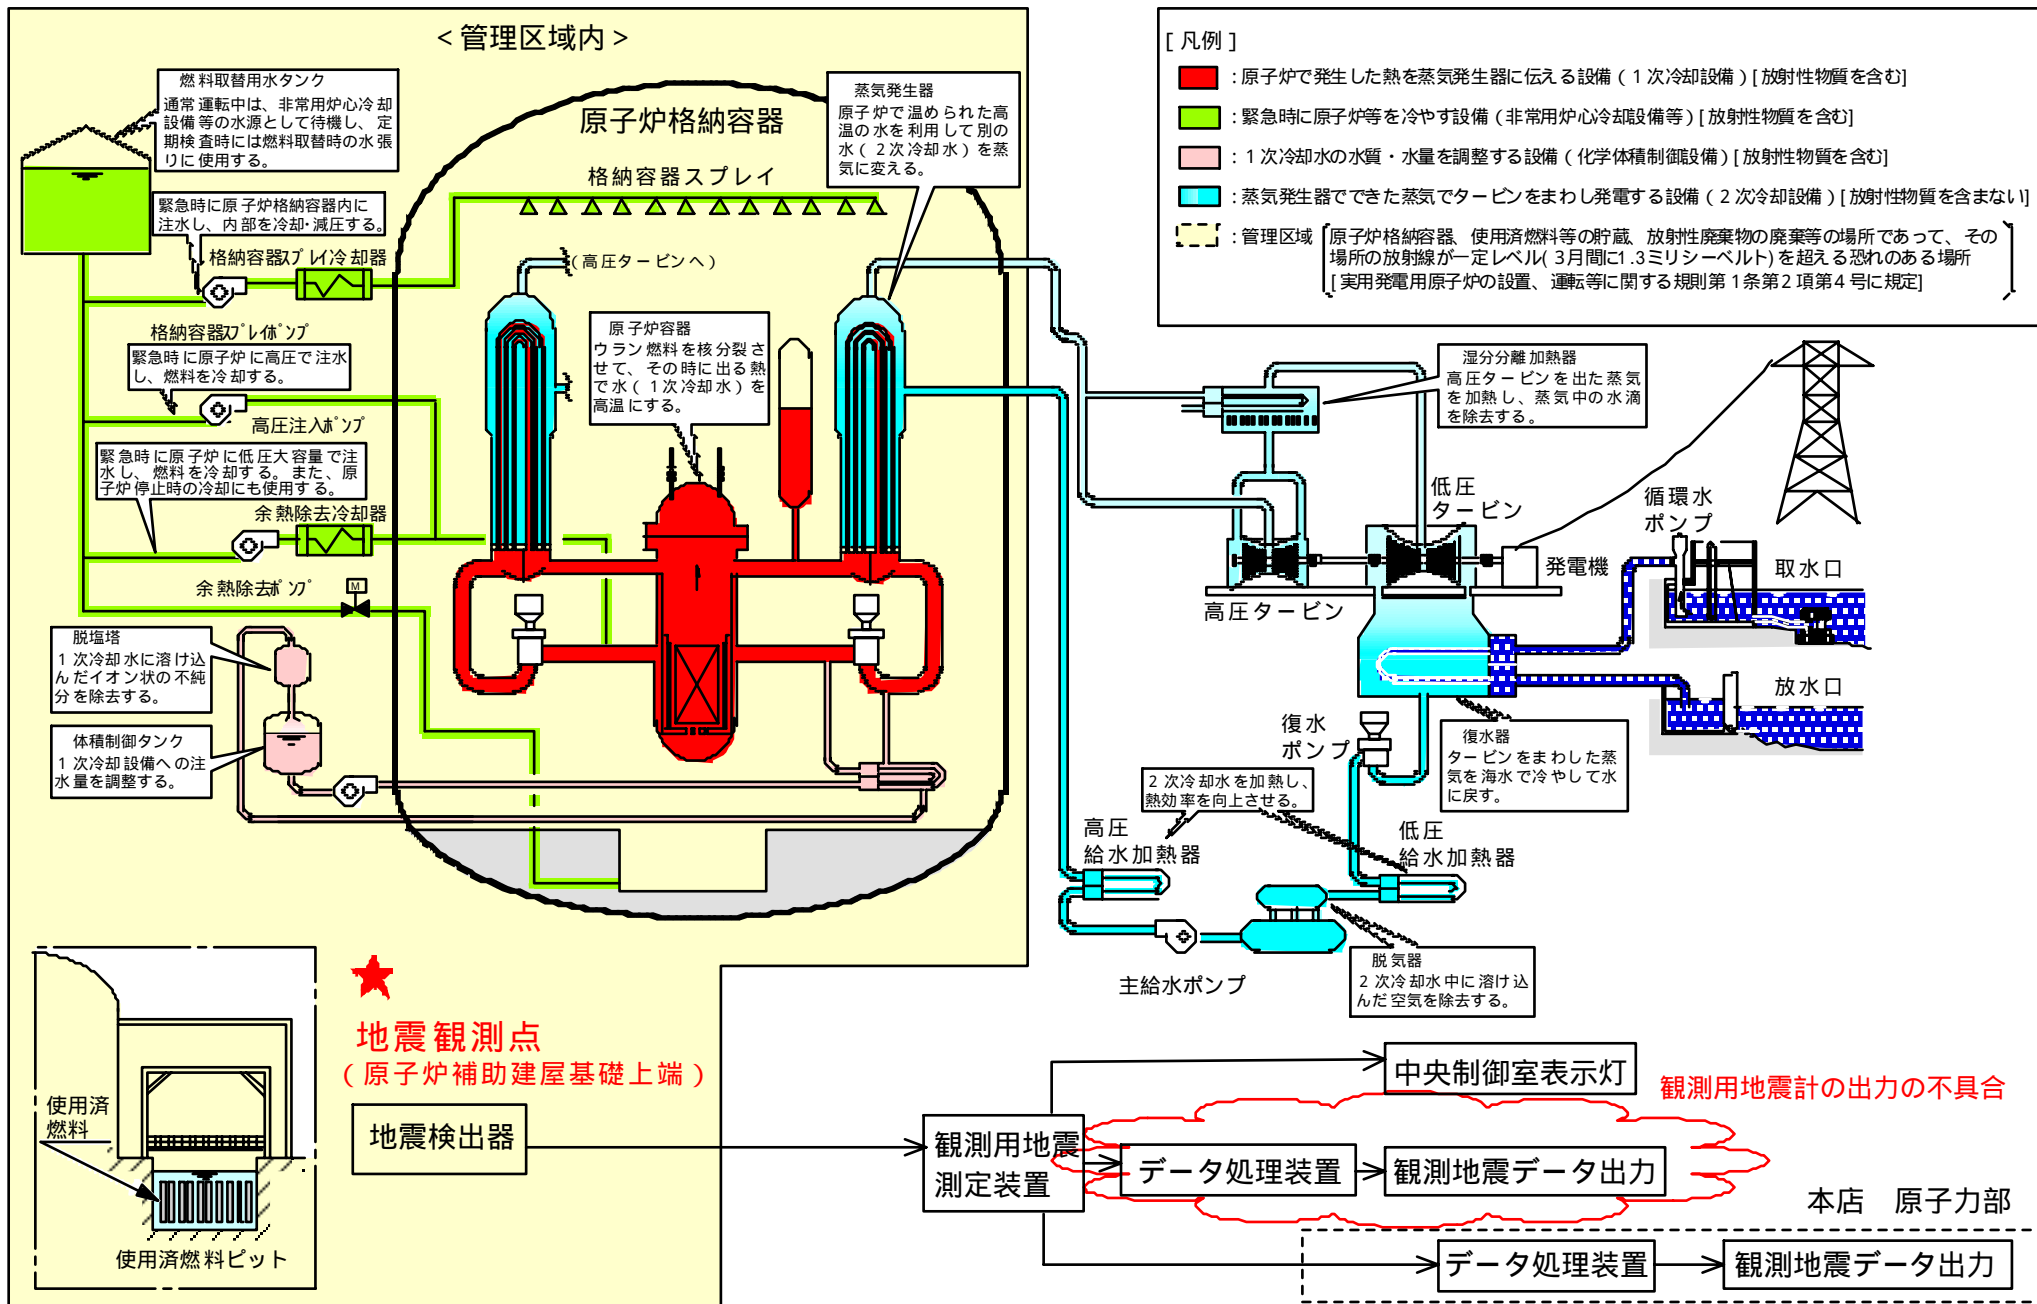 ＜管理区域内＞
燃料取替用水タンク
通常運転中は、非常用炉心冷却
設備等の水源として待機し、定
期検査時には燃料取替時の水張
りに使用する。
緊急時に原子炉格納容器内に
注水し、内部を冷却・減圧する。
格納容器スプレイ冷却器
格納容器スプレイポンプ
緊急時に原子炉に高圧で注水
し、燃料を冷却する。
高圧注入ポンプ
緊急時に原子炉に低圧大容量で注
水し、燃料を冷却する。また、原
子炉停止時の冷却にも使用する。
余熱除去冷却器
余熱除去ポンプ
M
脱塩塔
１次冷却水に溶け込
んだイオン状の不純
分を除去する。
体積制御タンク
１次冷却設備への注
水量を調整する。
原子炉格納容器
格納容器スプレイ
蒸気発生器
原子炉で温められた高
温の水を利用して別の
水（２次冷却水）を蒸
気に変える。
（高圧タービンへ）
原子炉容器
ウラン燃料を核分裂さ
せて、その時に出る熱
で水（１次冷却水）を
高温にする。
[凡例]
：原子炉で発生した熱を蒸気発生器に伝える設備（１次冷却設備）[放射性物質を含む]
：緊急時に原子炉等を冷やす設備（非常用炉心冷却設備等）[放射性物質を含む]
：１次冷却水の水質・水量を調整する設備（化学体積制御設備）[放射性物質を含む]
：蒸気発生器でできた蒸気でタービンをまわし発電する設備（２次冷却設備）[放射性物質を含まない]
：管理区域
原子炉格納容器、使用済燃料等の貯蔵、放射性廃棄物の廃棄等の場所であって、その
場所の放射線が一定レベル(３月間に1.3ミリシーベルト)を超える恐れのある場所
[実用発電用原子炉の設置、運転等に関する規則第１条第２項第４号に規定]
湿分分離加熱器
高圧タービンを出た蒸気
を加熱し、蒸気中の水滴
を除去する。
低圧
タービン
循環水
ポンプ
発電機
取水口
高圧タービン
放水口
復水
ポンプ
復水器
タービンをまわした蒸
気を海水で冷やして水
に戻す。
２次冷却水を加熱し、
熱効率を向上させる。
高圧
給水加熱器
低圧
給水加熱器
主給水ポンプ
脱気器
２次冷却水中に溶け込
んだ空気を除去する。
使用済
燃料
使用済燃料ピット
地震観測点
（原子炉補助建屋基礎上端）
地震検出器
観測用地震
測定装置
中央制御室表示灯
観測用地震計の出力の不具合
データ処理装置
観測地震データ出力
本店　原子力部
データ処理装置
観測地震データ出力